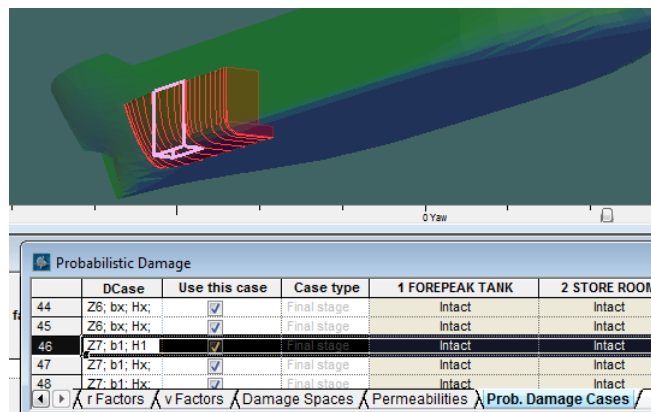 0 Yaw
Probabilistic Damage
DCase Use this case Case type 1 FOREPEAK TANK 2 STORE ROOM
44 Z6; bx; Hx; Final stage Intact Intact
45 Z6; bx; Hx; Final stage Intact Intact
46 Z7; b1; H1 Final stage Intact Intact
47 Z7; b1; Hx; Final stage Intact Intact
48 Z7; b1; Hx; Final stage Intact Intact
r Factors v Factors Damage Spaces Permeabilities Prob. Damage Cases